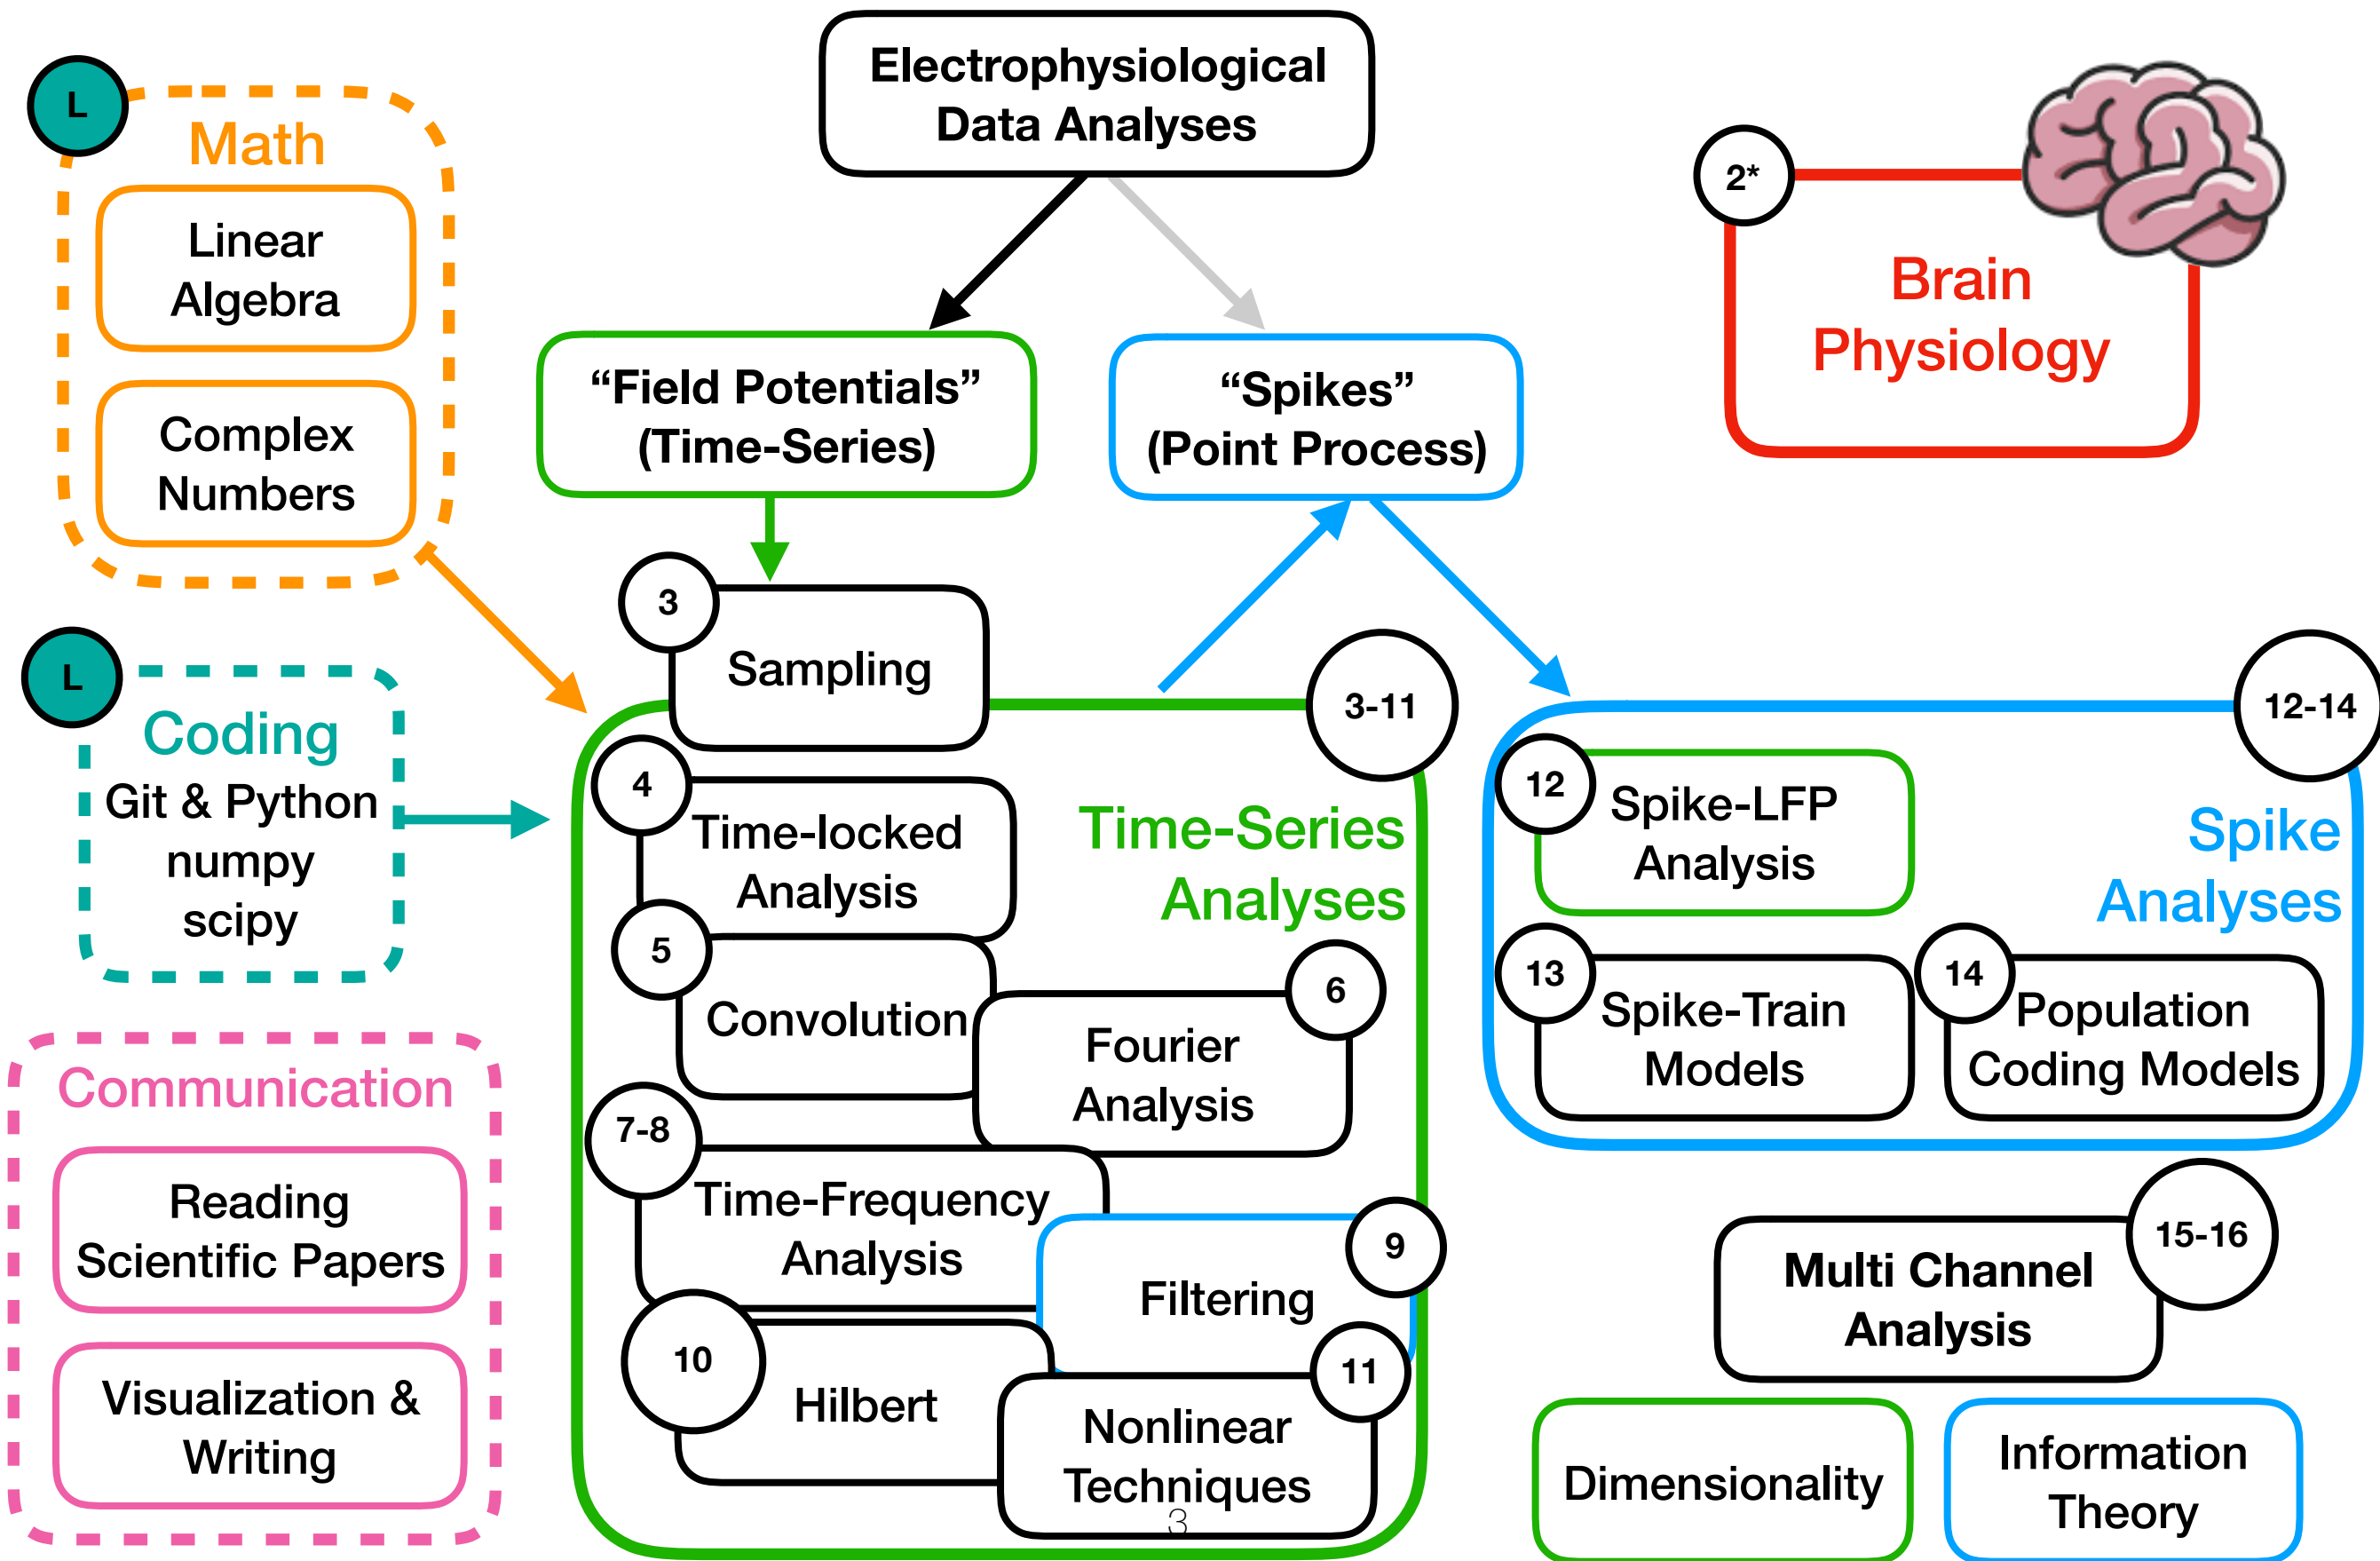 Electrophysiological
Data Analyses
L
Math
Linear
Algebra
Complex
Numbers
2*
Brain
Physiology
“Field Potentials”
(Time-Series)
“Spikes”
(Point Process)
L
Coding
Git & Python
numpy
scipy
Communication
Reading
Scientific Papers
Visualization &
Writing
3
Sampling
3-11
Time-Series
Analyses
4
Time-locked
Analysis
5
Convolution
6
Fourier
Analysis
7-8
Time-Frequency
Analysis
9
Filtering
10
Hilbert
11
Nonlinear
Techniques
3
12-14
Spike
Analyses
12
Spike-LFP
Analysis
13
Spike-Train
Models
14
Population
Coding Models
15-16
Multi Channel
Analysis
Dimensionality
Information
Theory